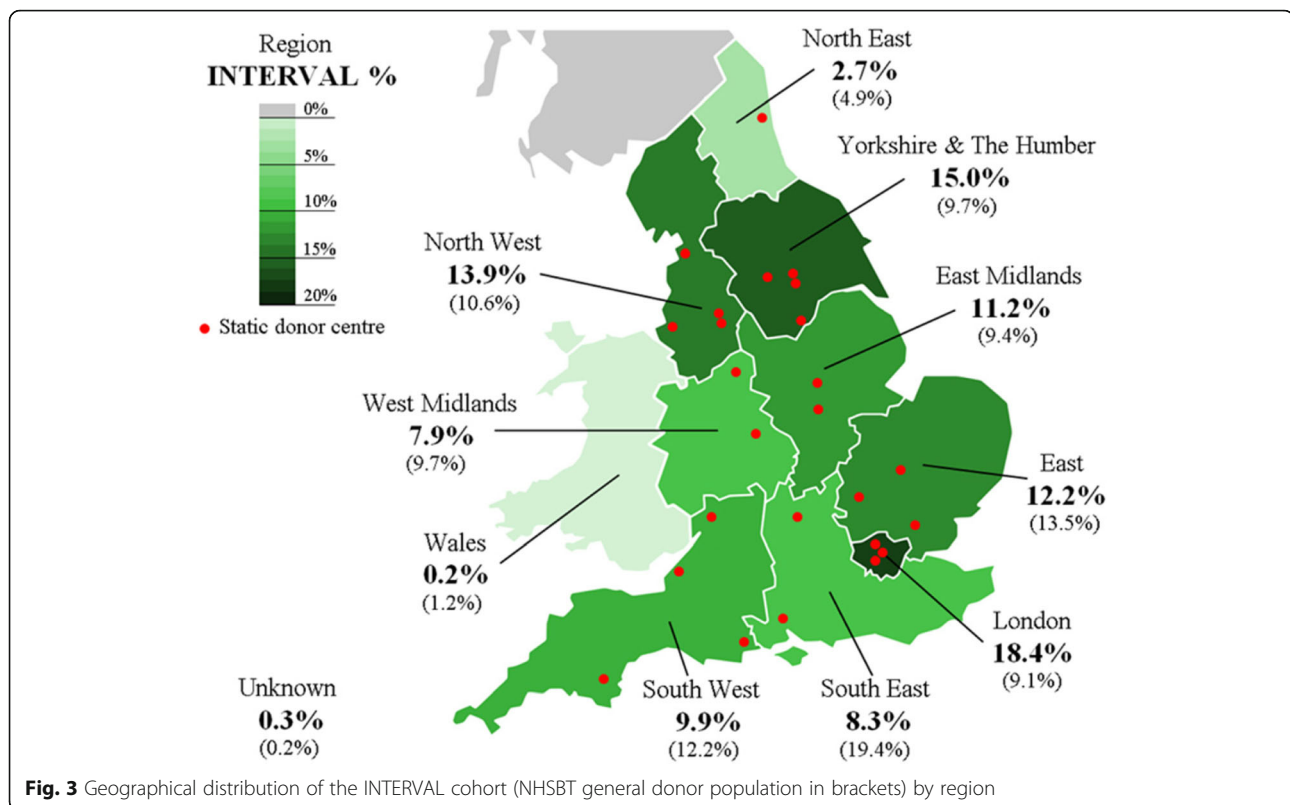 Region
INTERVAL %
0%
5%
10%
15%
20%
Static donor centre
North East
2.7%
(4.9%)
Yorkshire & The Humber
15.0%
(9.7%)
North West
13.9%
(10.6%)
East Midlands
11.2%
(9.4%)
West Midlands
7.9%
(9.7%)
East
12.2%
(13.5%)
Wales
0.2%
(1.2%)
London
18.4%
(9.1%)
Unknown
0.3%
(0.2%)
South West
9.9%
(12.2%)
South East
8.3%
(19.4%)
Fig. 3 Geographical distribution of the INTERVAL cohort (NHSBT general donor population in brackets) by region